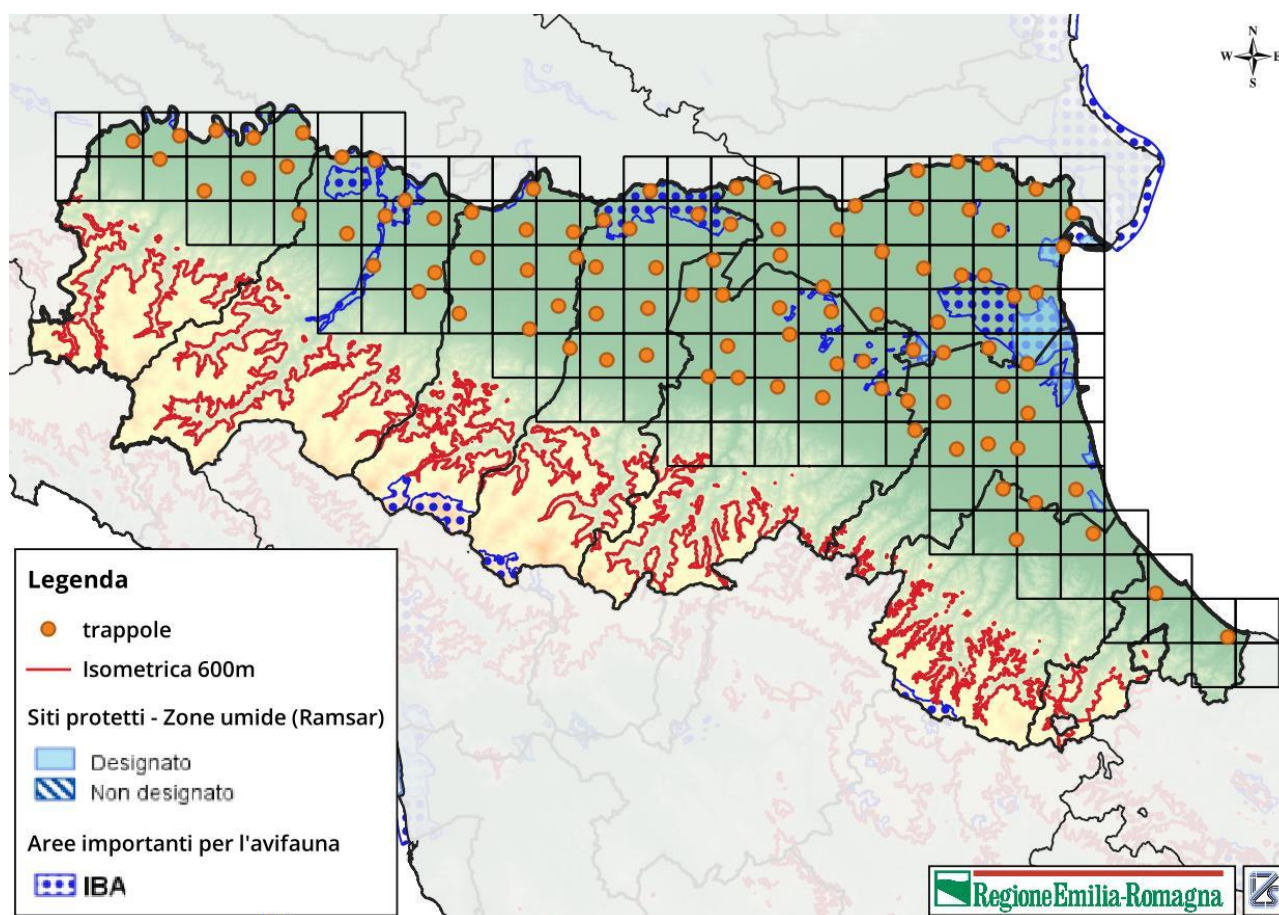 N
W E
S
Legenda
trappole
Isometrica 600m
Siti protetti - Zone umide (Ramsar)
Designato
Non designato
Aree importanti per l'avifauna
IBA
RegioneEmilia-Romagna